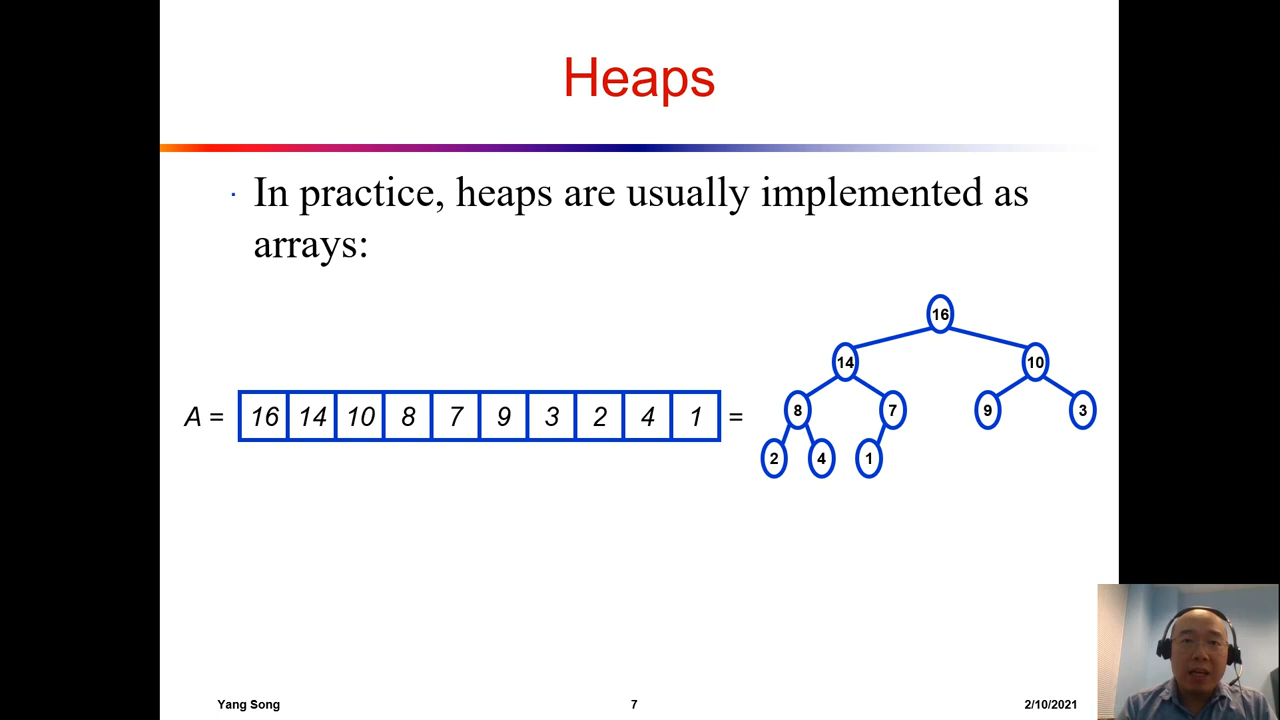 Heaps
· In practice, heaps are usually implemented as
arrays:
A = 16 14 10 8 7 9 3 2 4 1 =
16
14 10
8 7 9 3
2 4 1
Yang Song 7 2/10/2021